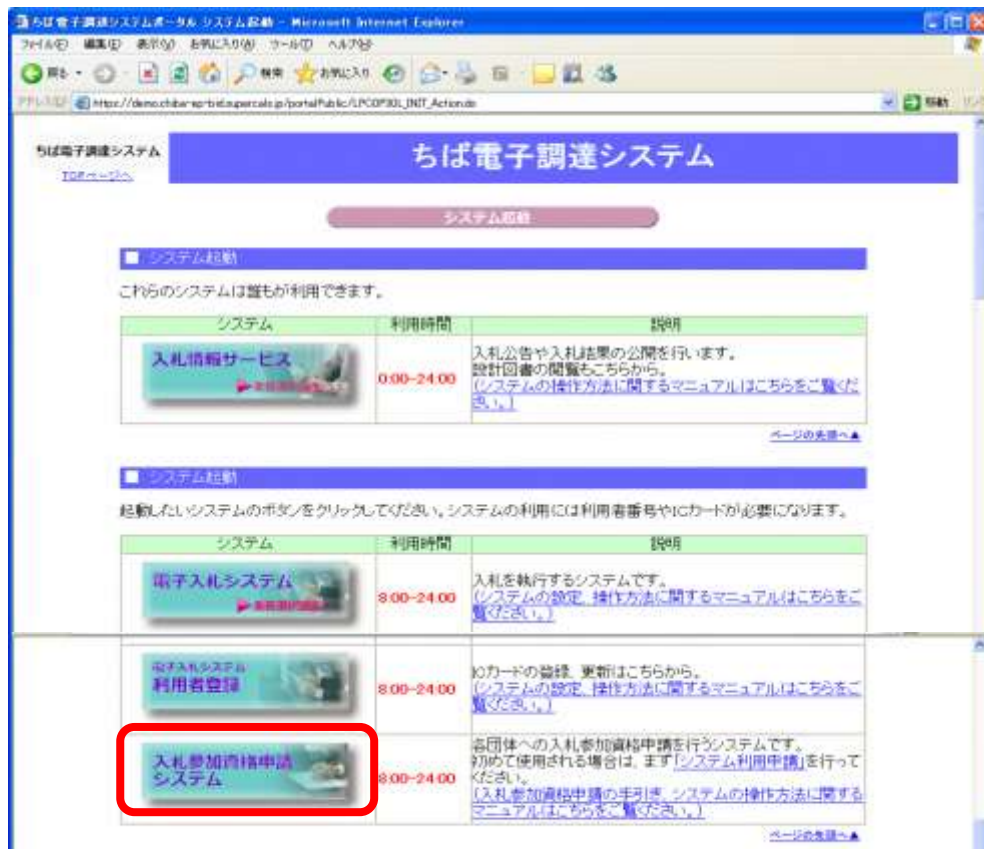 ちば電子調達システムポータル システム起動 - Microsoft Internet Explorer
ファイル(F) 編集(E) 表示(V) お気に入り(A) ツール(T) ヘルプ(H)
戻る 検索 お気に入り
アドレス(D) 移動
ちば電子調達システム
TOPページへ
ちば電子調達システム
システム起動
■ システム起動
これらのシステムは誰もが利用できます。
システム 利用時間 説明
入札情報サービス
0:00-24:00
入札公告や入札結果の公開を行います。
設計図書の閲覧もこちらから。
(システムの操作方法に関するマニュアルはこちらをご覧くだ
さい。)
ページの先頭へ▲
■ システム起動
起動したいシステムのボタンをクリックしてください。システムの利用には利用者番号やICカードが必要になります。
システム 利用時間 説明
電子入札システム
8:00-24:00
入札を執行するシステムです。
(システムの設定、操作方法に関するマニュアルはこちらをご
覧ください。)
電子入札システム
利用者登録
8:00-24:00
ICカードの登録、更新はこちらから。
(システムの設定、操作方法に関するマニュアルはこちらをご
覧ください。)
入札参加資格申請
システム
8:00-24:00
各団体への入札参加資格申請を行うシステムです。
初めて使用される場合は、まず「システム利用申請」を行って
ください。
(入札参加資格申請の手引き、システムの操作方法に関する
マニュアルはこちらをご覧ください。)
ページの先頭へ▲